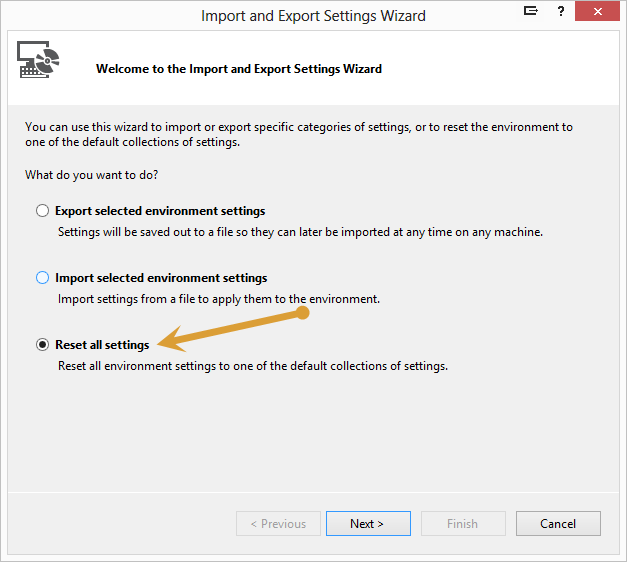 Import and Export Settings Wizard
?
Welcome to the Import and Export Settings Wizard
You can use this wizard to import or export specific categories of settings, or to reset the environment to
one of the default collections of settings.
What do you want to do?
Export selected environment settings
Settings will be saved out to a file so they can later be imported at any time on any machine.
Import selected environment settings
Import settings from a file to apply them to the environment.
Reset all settings
Reset all environment settings to one of the default collections of settings.
< Previous
Next >
Finish
Cancel